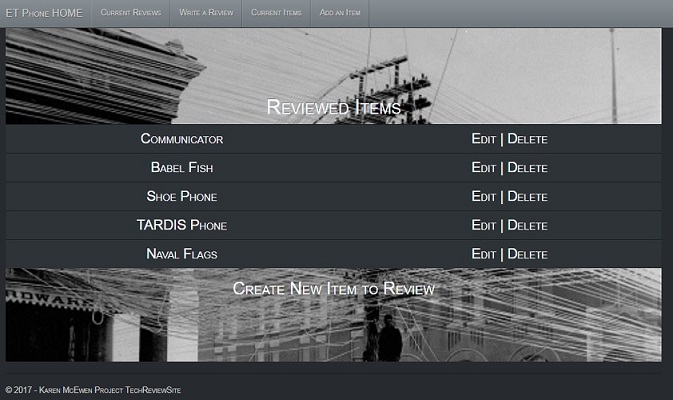 ET Phone HOME Current Reviews Write a Review Current Items Add an Item
Reviewed Items
Communicator Edit | Delete
Babel Fish Edit | Delete
Shoe Phone Edit | Delete
TARDIS Phone Edit | Delete
Naval Flags Edit | Delete
Create New Item to Review
© 2017 - Karen McEwen Project TechReviewSite